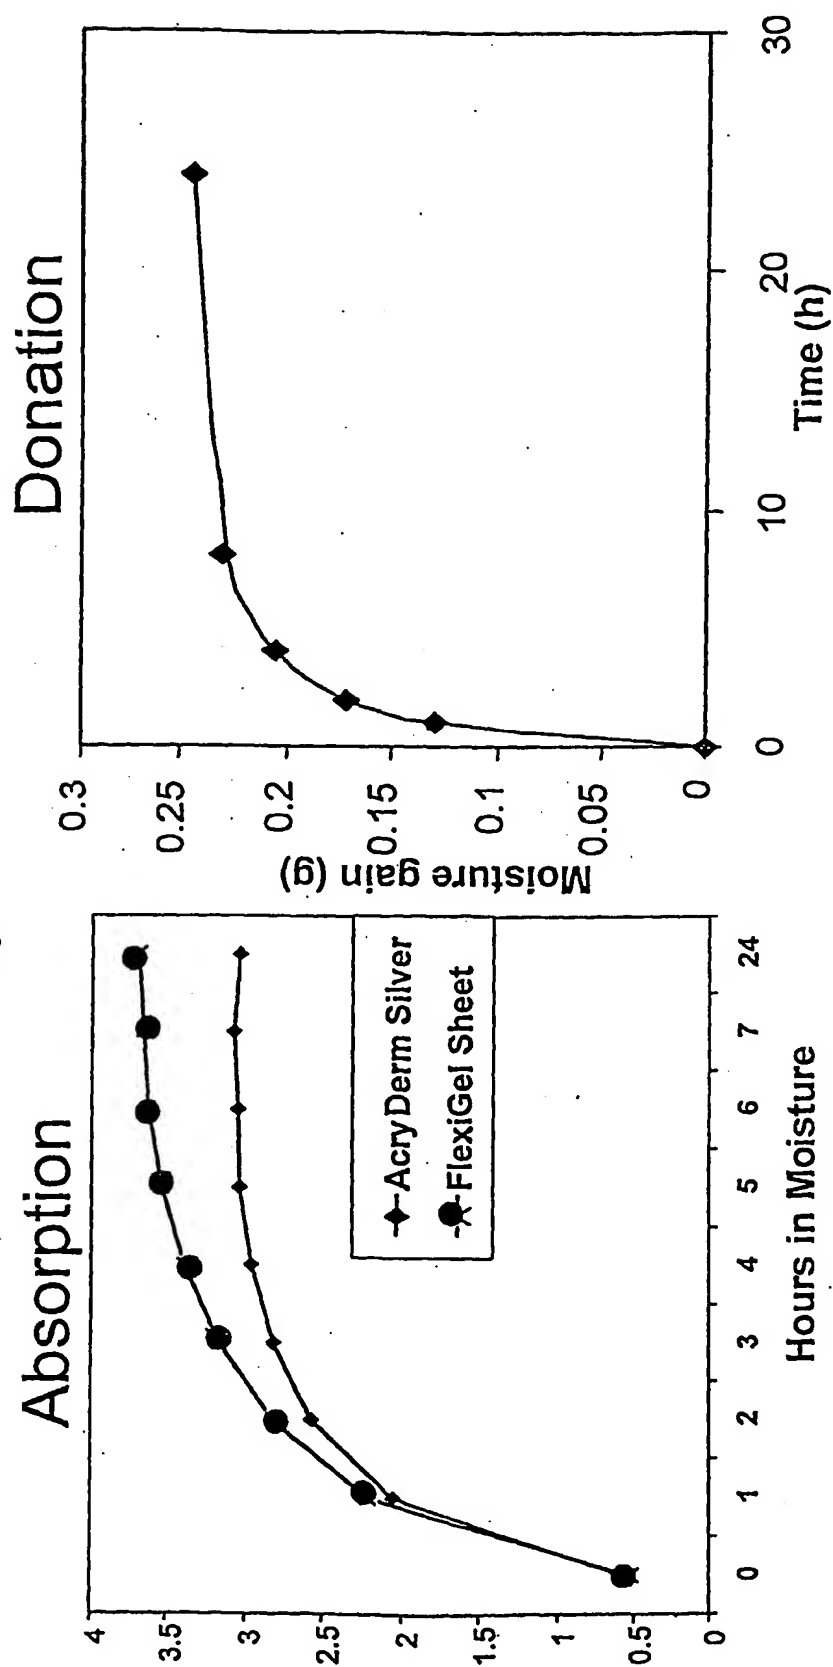 Absorption
4
3.5
3
2.5
2
1.5
1
0.5
0
0 1 2 3 4 5 6 7 24
Hours in Moisture
AcryDerm Silver
FlexiGel Sheet
Donation
Moisture gain (g)
0.3
0.25
0.2
0.15
0.1
0.05
0
0 10 20 30
Time (h)